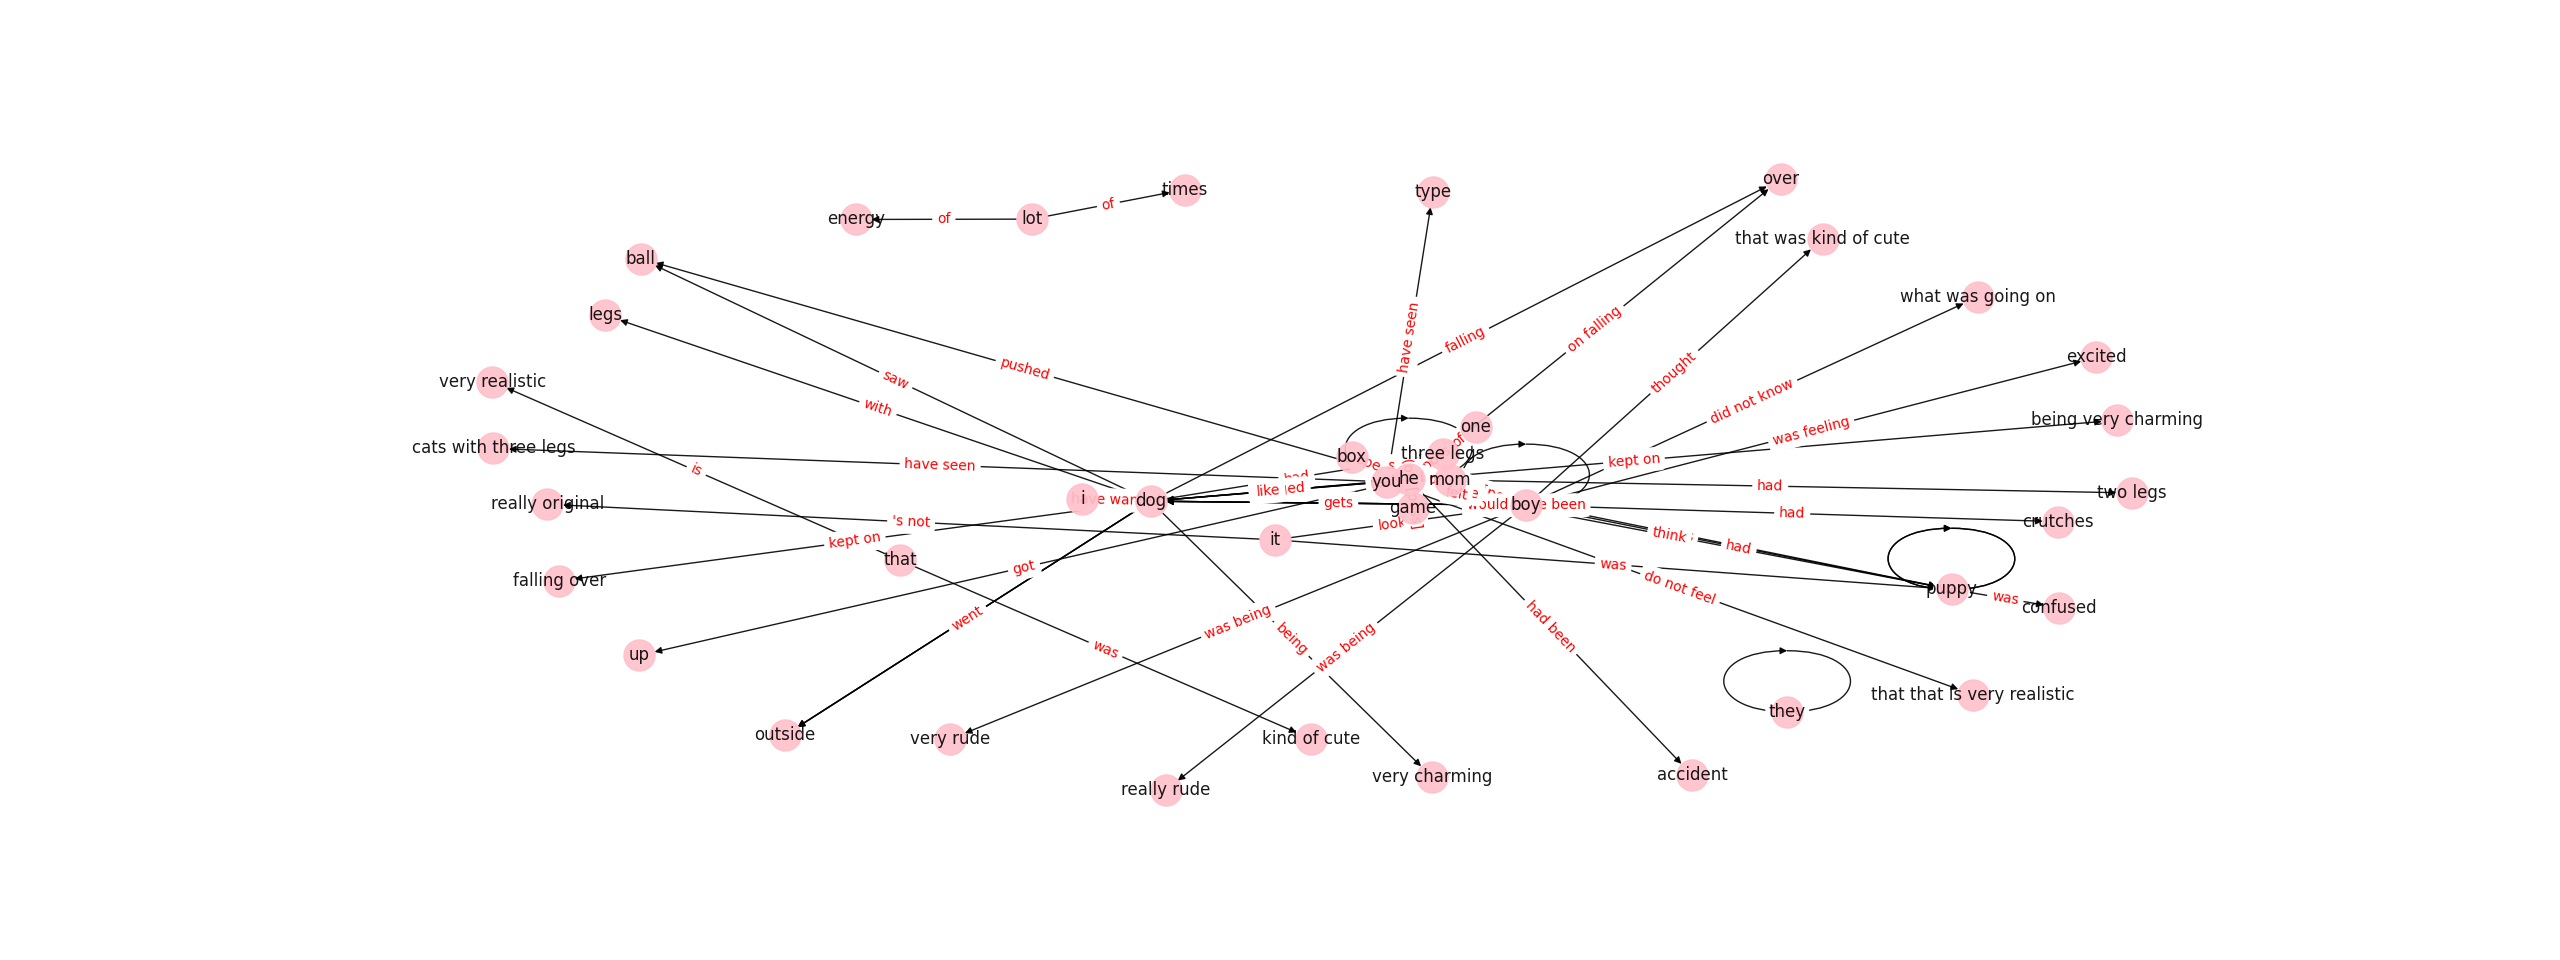 over
times
type
energy
of
lot
of
that was kind of cute
ball
what was going on
legs
have seen
on falling
falling
excited
pushed
thought
saw
very realistic
did not know
with
being very charming
one
was feeling
of
cats with three legs
box
three legs
have seen
kept on
is
had
you
he
mom
had
two legs
like
gets
i
dog
game
boy
been
really original
had
crutches
's not
look
it
think
had
kept on
that
falling over
got
was
do not feel
puppy
was
confused
went
was being
being
was being
had been
up
was
that that is very realistic
they
outside
very rude
kind of cute
very charming
accident
really rude